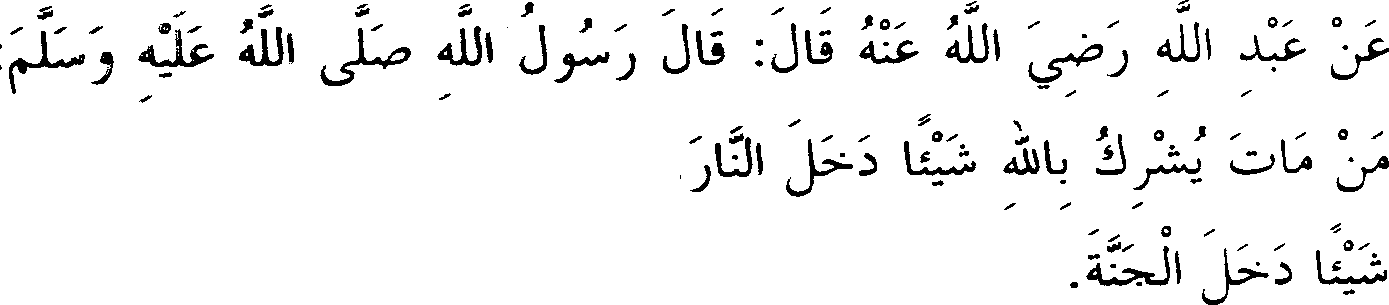 عَنْ عَبْدِ اللَّهِ رَضِيَ اللَّهُ عَنْهُ قَالَ: قَالَ رَسُولُ اللَّهِ صَلَّى اللَّهُ عَلَيْهِ وَسَلَّمَ:
مَنْ مَاتَ يُشْرِكُ بِاللهِ شَيْئًا دَخَلَ النَّارَ
شَيْئًا دَخَلَ الْجَنَّةَ.